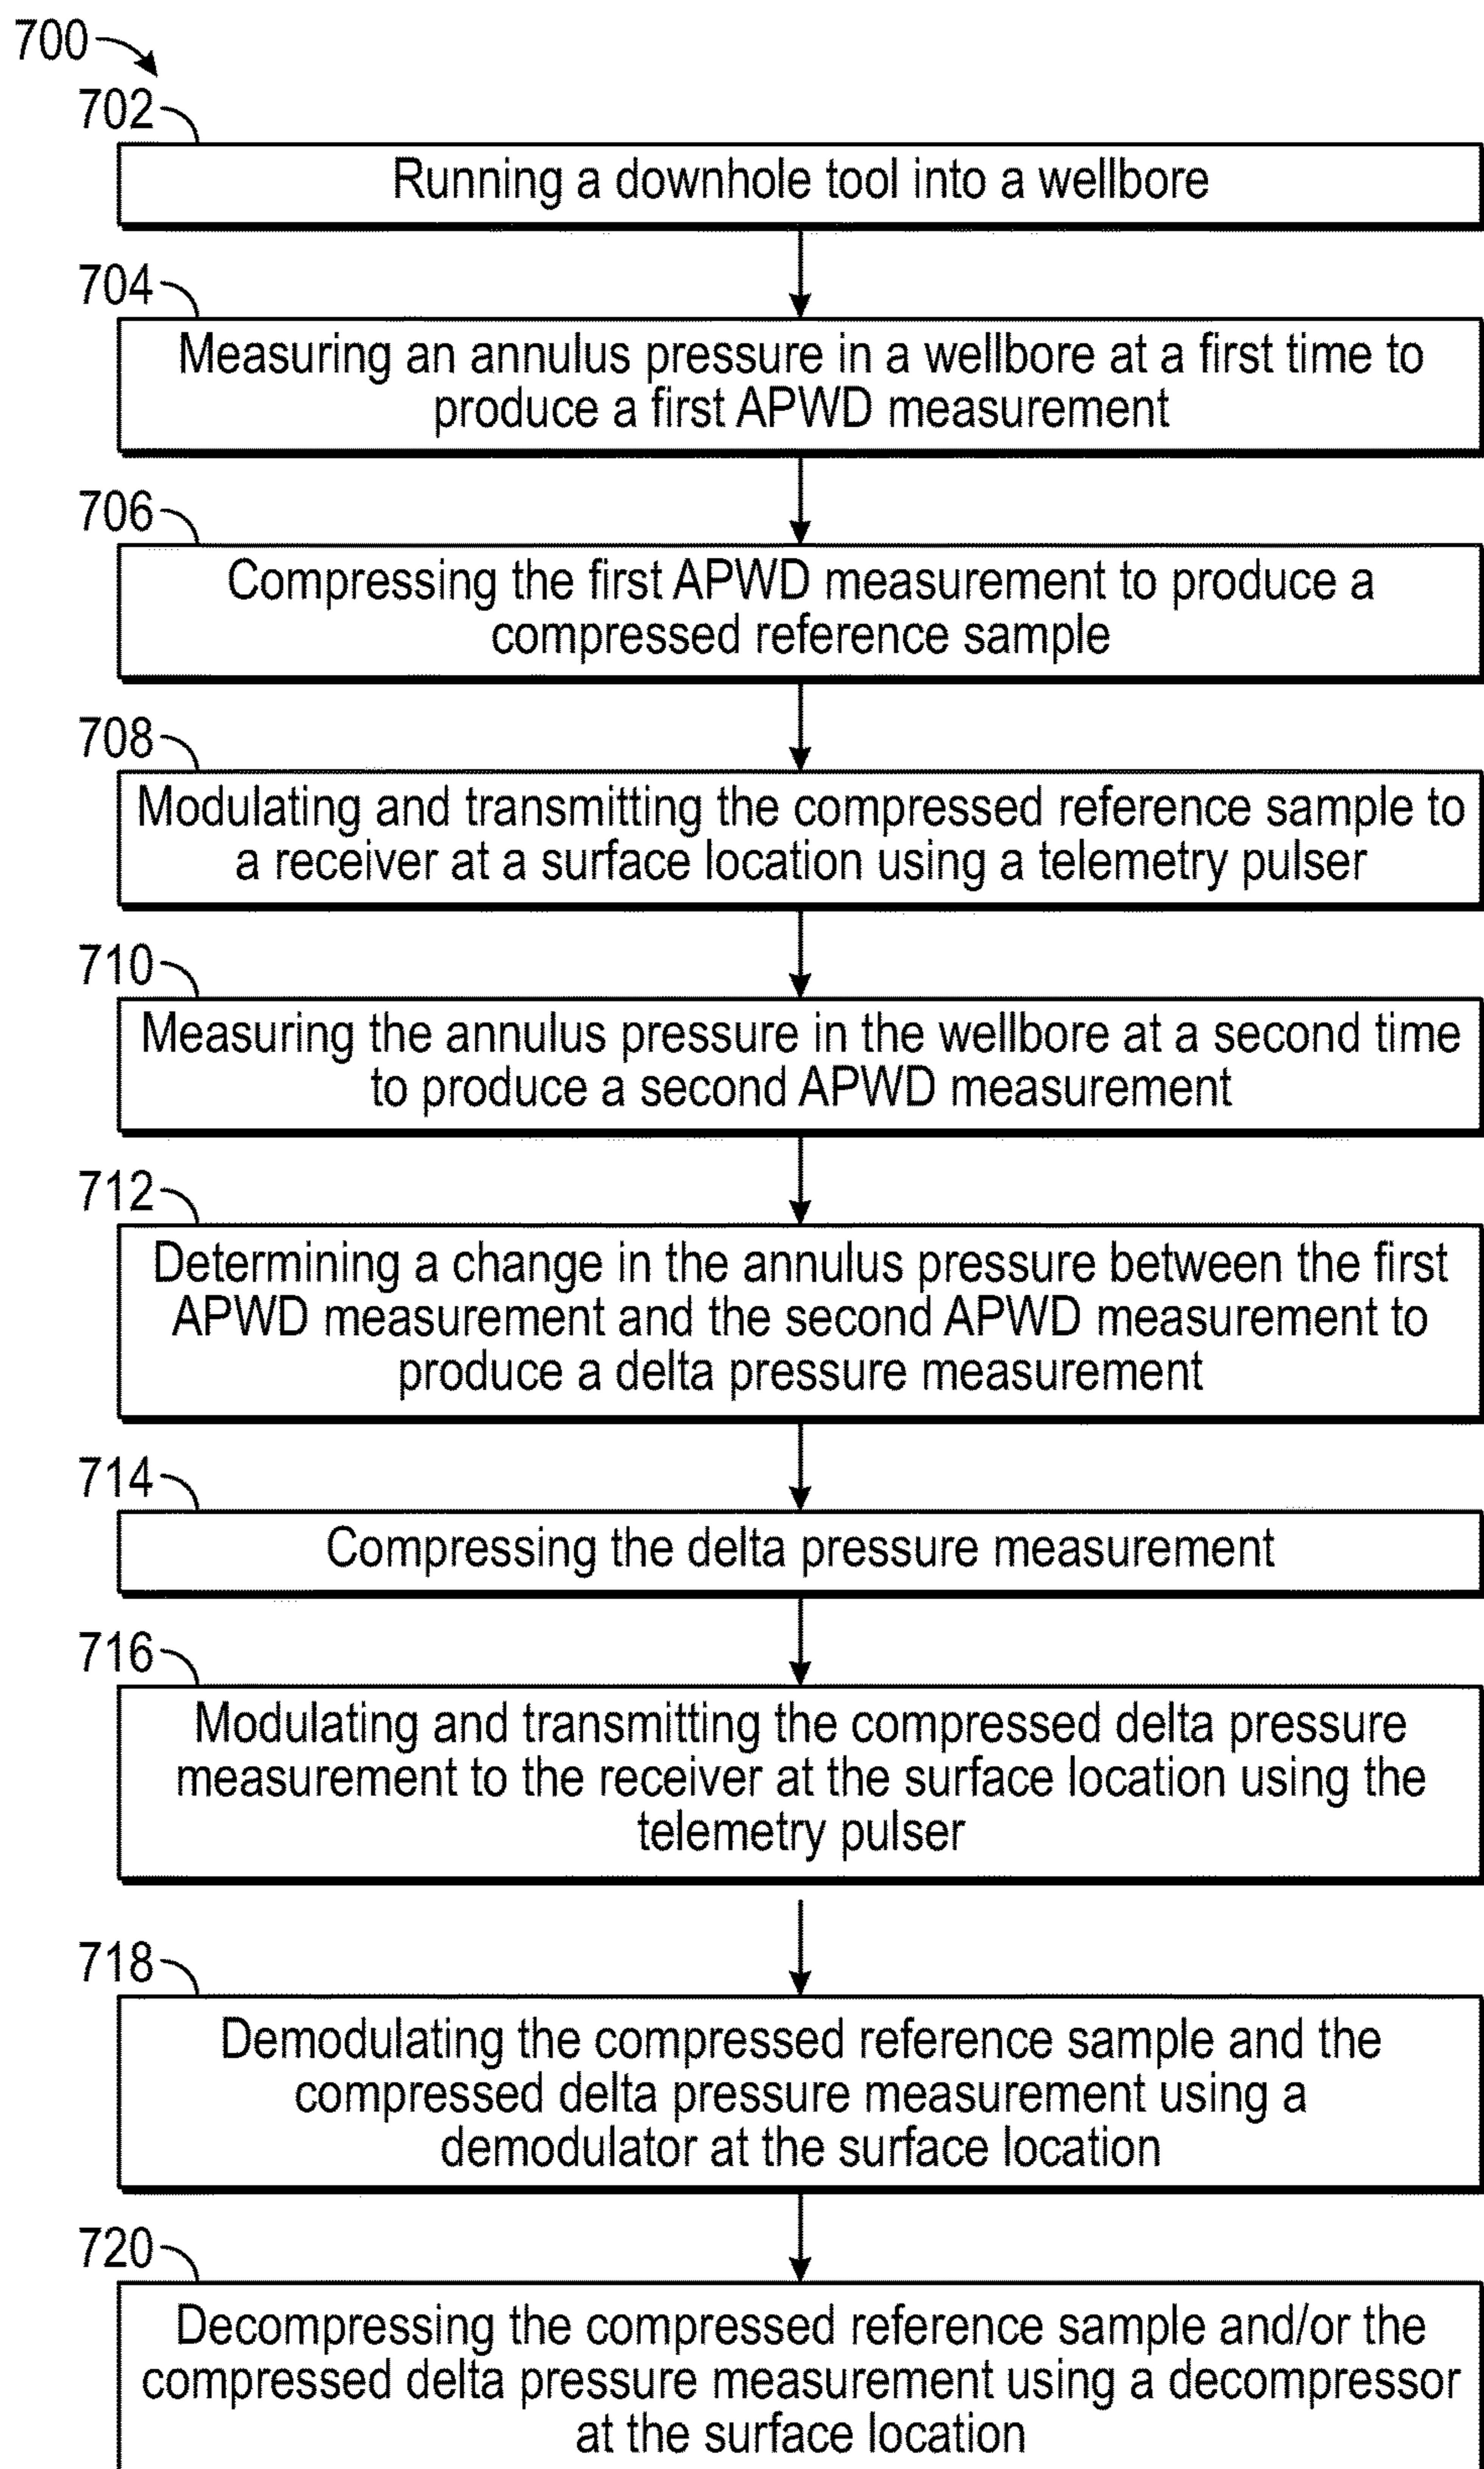 700
702
Running a downhole tool into a wellbore
704
Measuring an annulus pressure in a wellbore at a first time to
produce a first APWD measurement
706
Compressing the first APWD measurement to produce a
compressed reference sample
708
Modulating and transmitting the compressed reference sample to
a receiver at a surface location using a telemetry pulser
710
Measuring the annulus pressure in the wellbore at a second time
to produce a second APWD measurement
712
Determining a change in the annulus pressure between the first
APWD measurement and the second APWD measurement to
produce a delta pressure measurement
714
Compressing the delta pressure measurement
716
Modulating and transmitting the compressed delta pressure
measurement to the receiver at the surface location using the
telemetry pulser
718
Demodulating the compressed reference sample and the
compressed delta pressure measurement using a
demodulator at the surface location
720
Decompressing the compressed reference sample and/or the
compressed delta pressure measurement using a decompressor
at the surface location